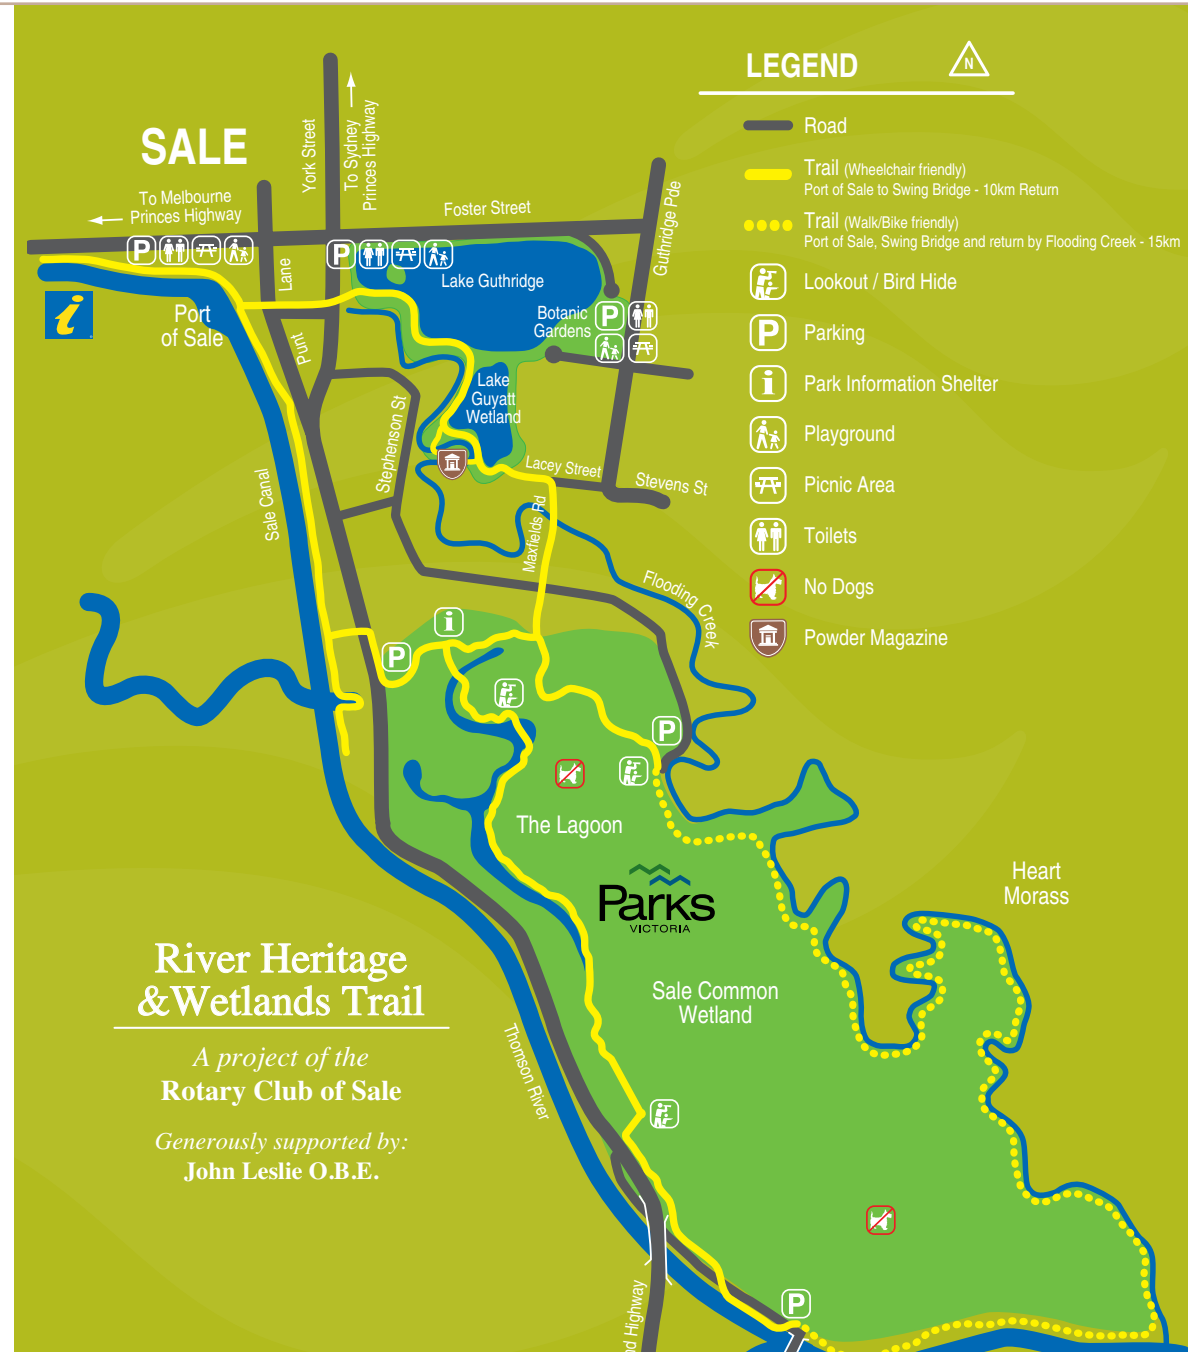 LEGEND
N
Road
Trail (Wheelchair friendly)
Port of Sale to Swing Bridge - 10km Return
Trail (Walk/Bike friendly)
Port of Sale, Swing Bridge and return by Flooding Creek - 15km
Lookout / Bird Hide
P
Parking
i
Park Information Shelter
Playground
Picnic Area
Toilets
No Dogs
Powder Magazine
SALE
To Melbourne
Princes Highway
York Street
To Sydney
Princes Highway
Foster Street
Guthridge Pde
P
P
Lake Guthridge
Lane
Punt
i
Port
of Sale
Botanic
Gardens
P
Lake
Guyatt
Wetland
Stephenson St
Lacey Street
Stevens St
Sale Canal
Maxfields Rd
Flooding Creek
i
P
P
The Lagoon
Parks
VICTORIA
Heart
Morass
Sale Common
Wetland
River Heritage
&Wetlands Trail
A project of the
Rotary Club of Sale
Generously supported by:
John Leslie O.B.E.
Thomson River
P
Highway